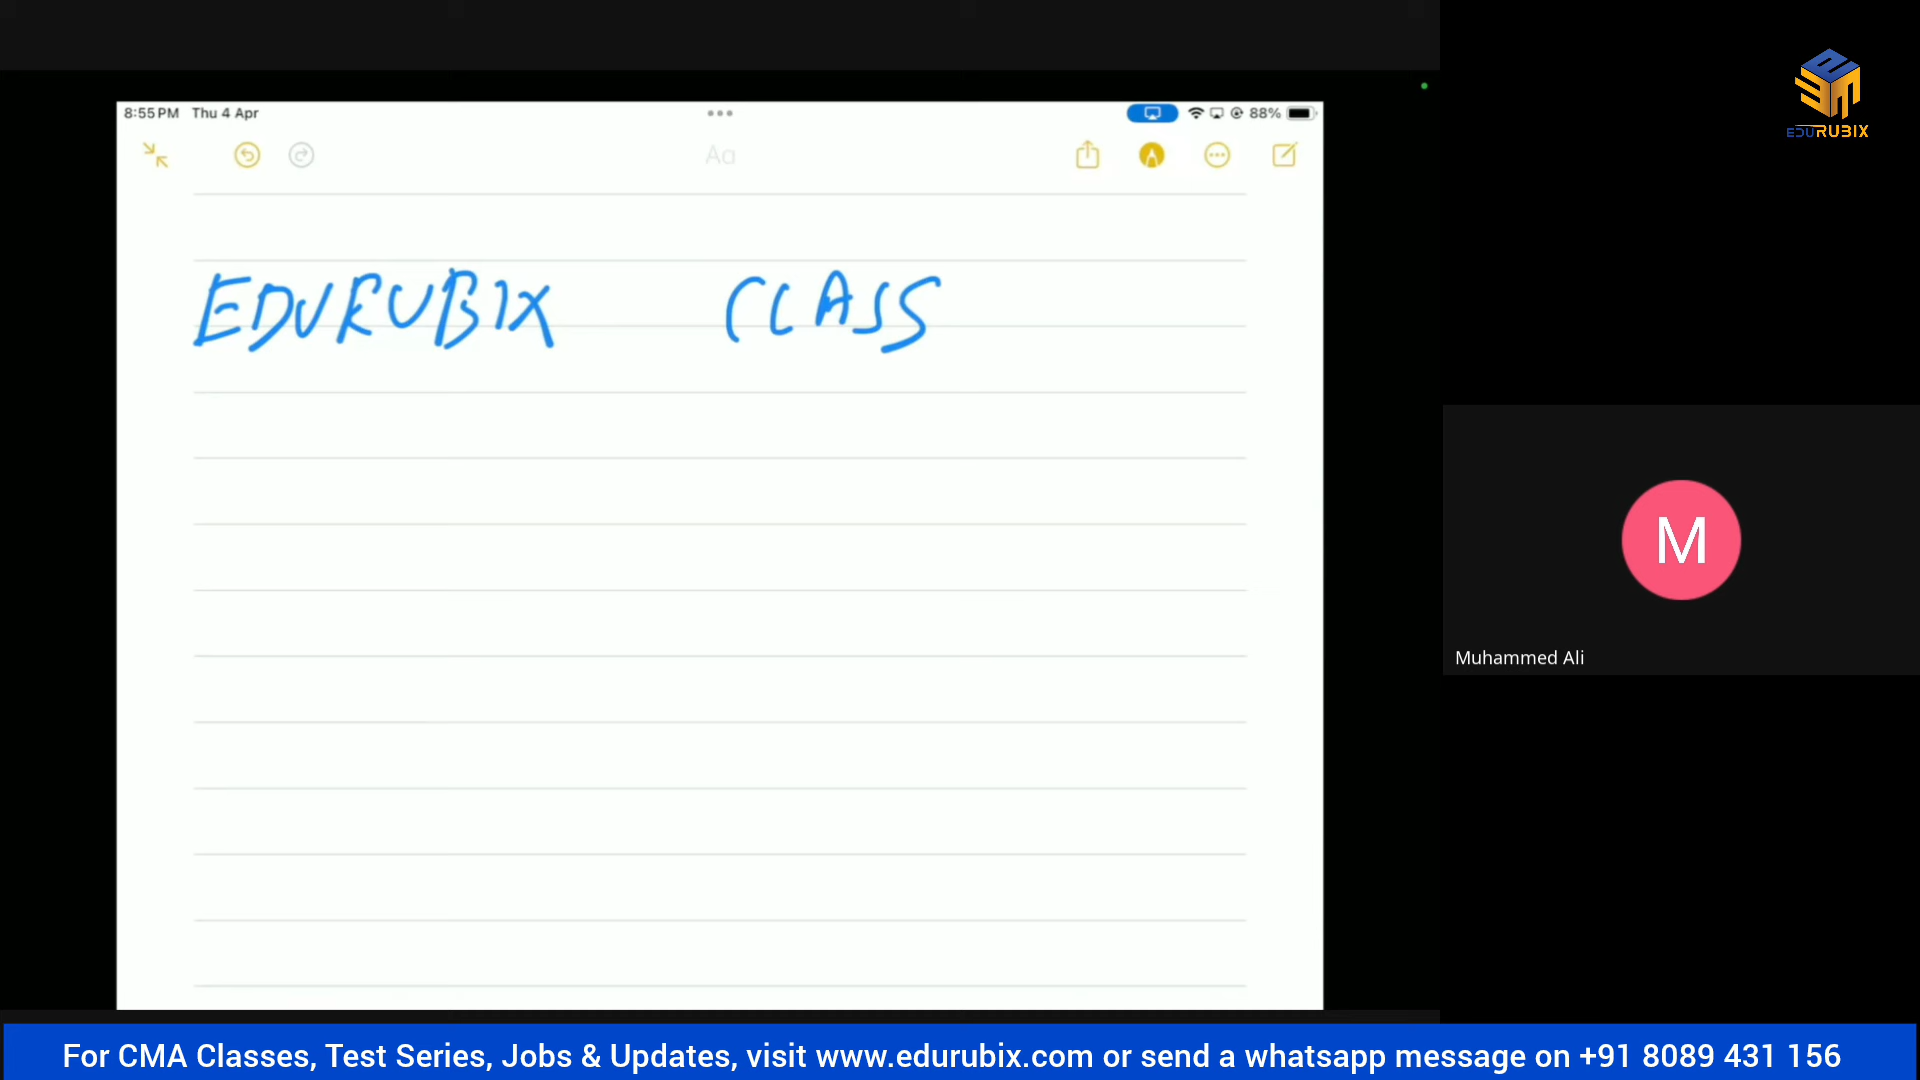 8:55 PM Thu 4 Apr
88%
EDURUBIX
Aa
EDURUBIX CLASS
M
Muhammed Ali
For CMA Classes, Test Series, Jobs & Updates, visit www.edurubix.com or send a whatsapp message on +91 8089 431 156